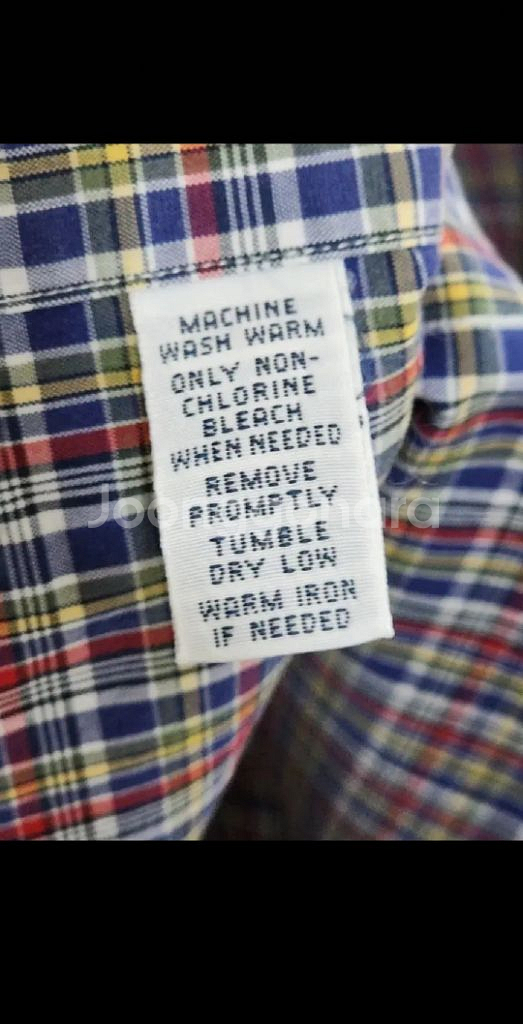 MACHINE
WASH WARM
ONLY NON-
CHLORINE
BLEACH
WHEN NEEDED
REMOVE
PROMPTLY
TUMBLE
DRY LOW
WARM IRON
IF NEEDED